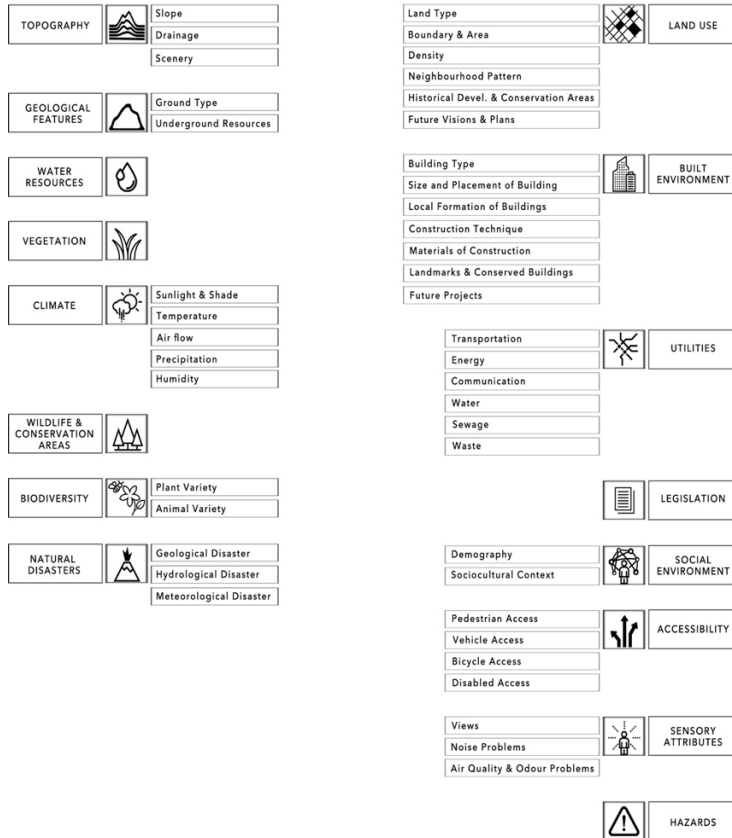 TOPOGRAPHY
Slope
Drainage
Scenery
GEOLOGICAL
FEATURES
Ground Type
Underground Resources
WATER
RESOURCES
VEGETATION
CLIMATE
Sunlight & Shade
Temperature
Air flow
Precipitation
Humidity
WILDLIFE &
CONSERVATION
AREAS
BIODIVERSITY
Plant Variety
Animal Variety
NATURAL
DISASTERS
Geological Disaster
Hydrological Disaster
Meteorological Disaster
Land Type
Boundary & Area
Density
Neighbourhood Pattern
Historical Devel. & Conservation Areas
Future Visions & Plans
LAND USE
Building Type
Size and Placement of Building
Local Formation of Buildings
Construction Technique
Materials of Construction
Landmarks & Conserved Buildings
Future Projects
BUILT
ENVIRONMENT
Transportation
Energy
Communication
Water
Sewage
Waste
UTILITIES
LEGISLATION
Demography
Sociocultural Context
SOCIAL
ENVIRONMENT
Pedestrian Access
Vehicle Access
Bicycle Access
Disabled Access
ACCESSIBILITY
Views
Noise Problems
Air Quality & Odour Problems
SENSORY
ATTRIBUTES
HAZARDS